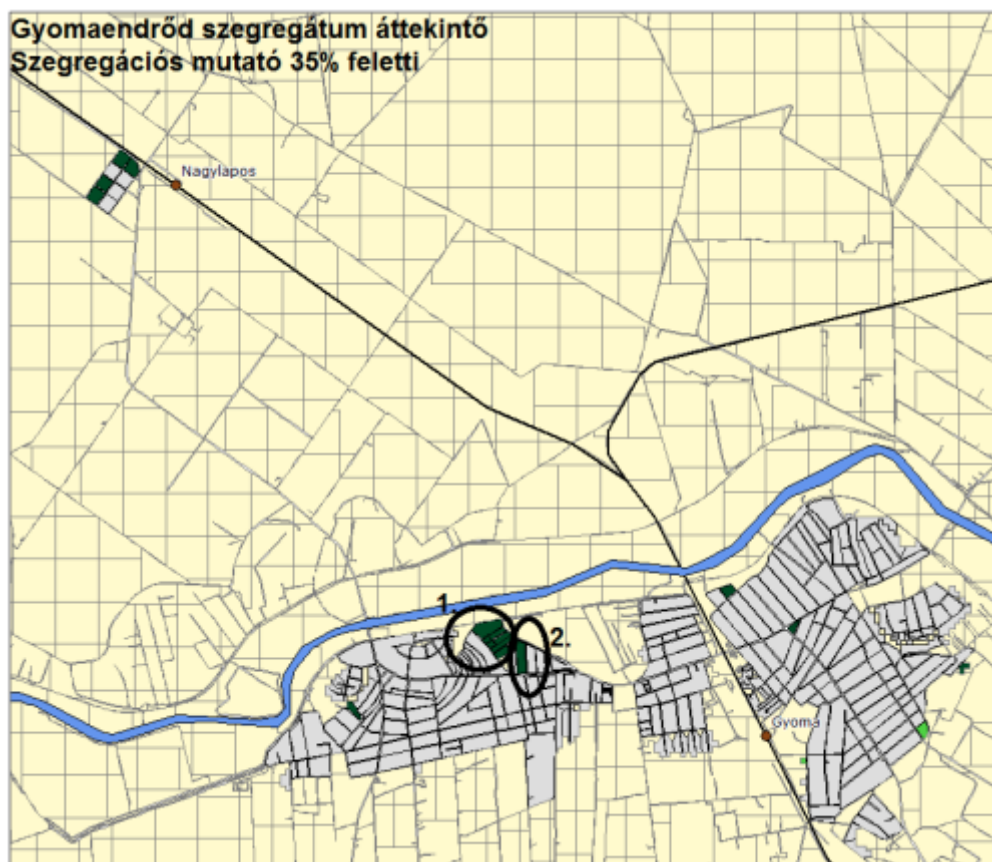 Gyomaendrőd szegregátum áttekintő
Szegregációs mutató 35% feletti
Nagylapos
1.
2.
Gyoma